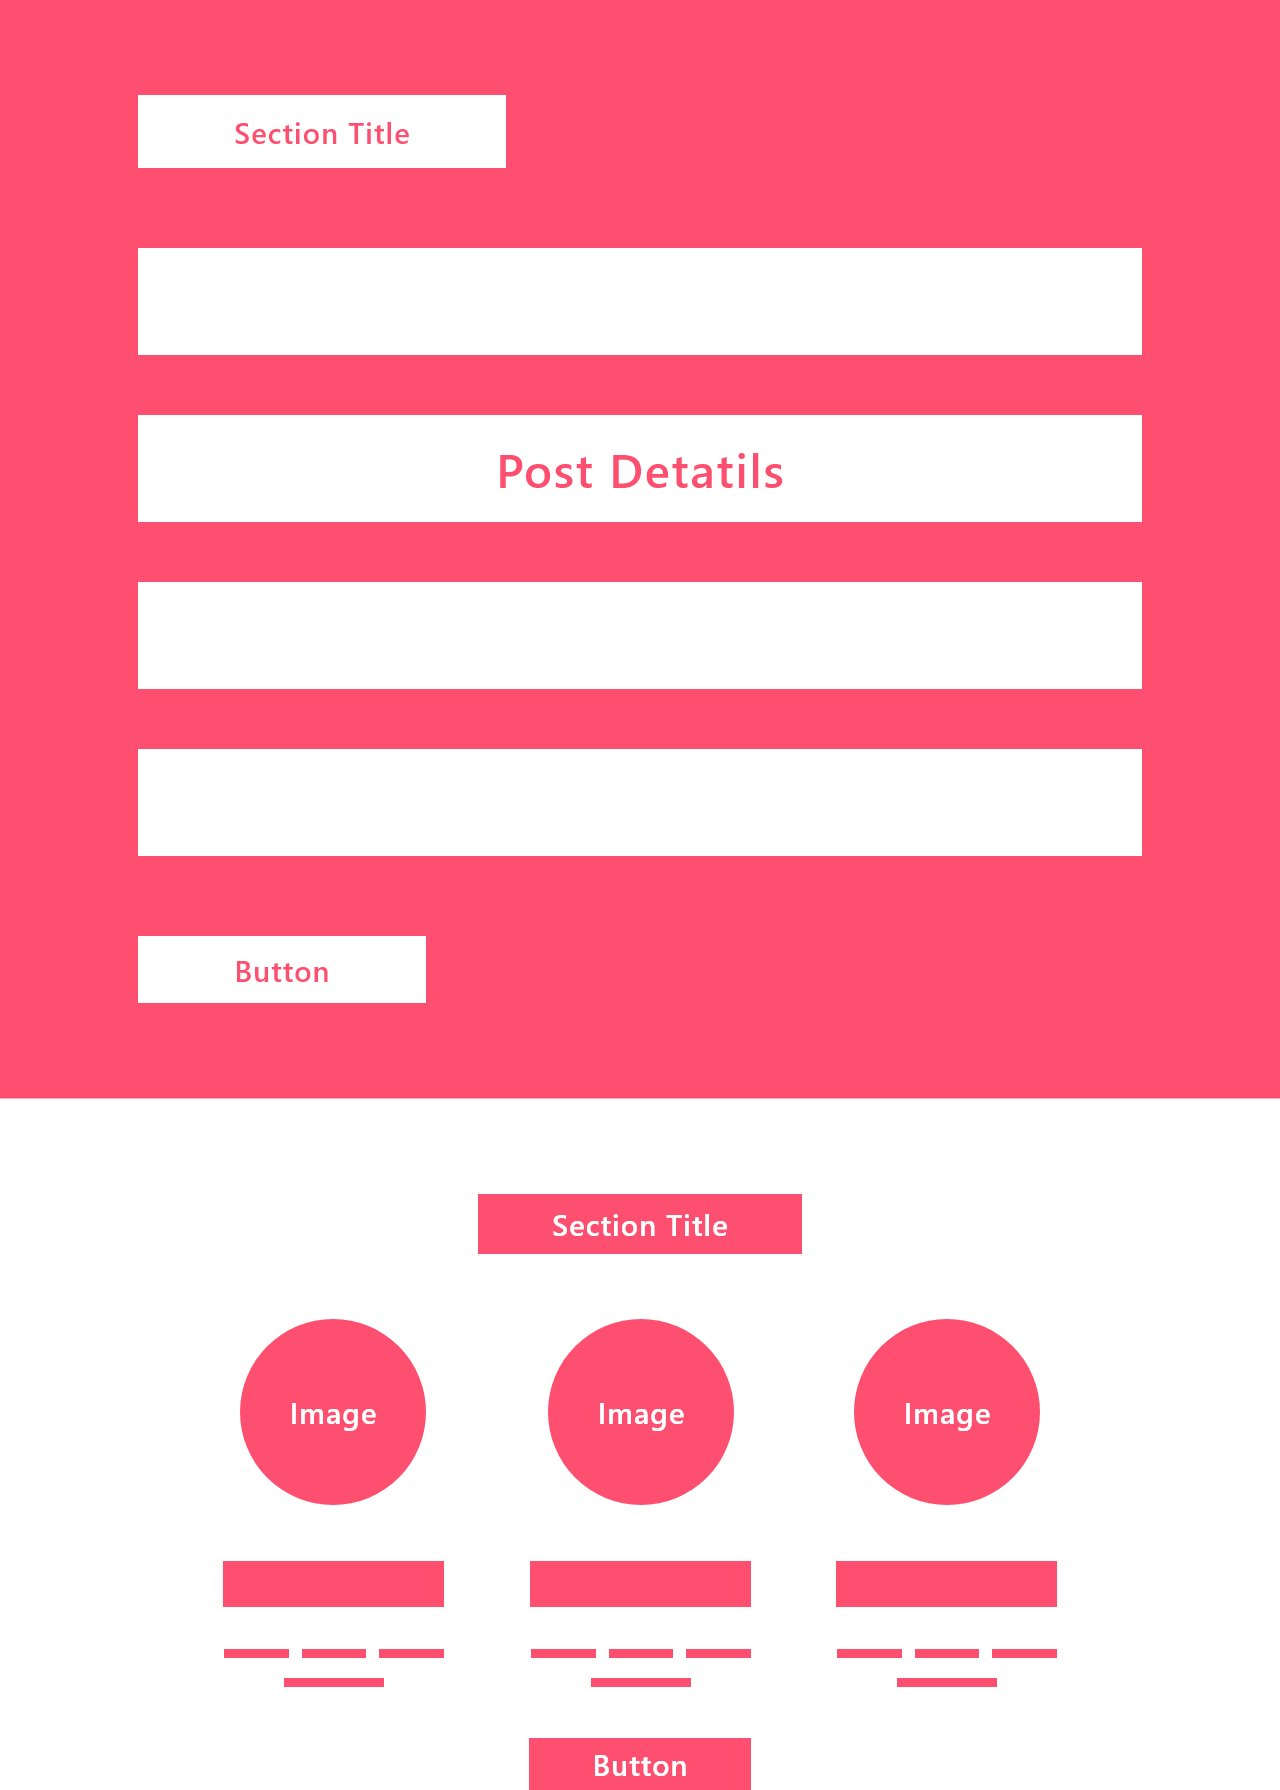 Section Title
Post Detatils
Button
Section Title
Image
Image
Image
Button